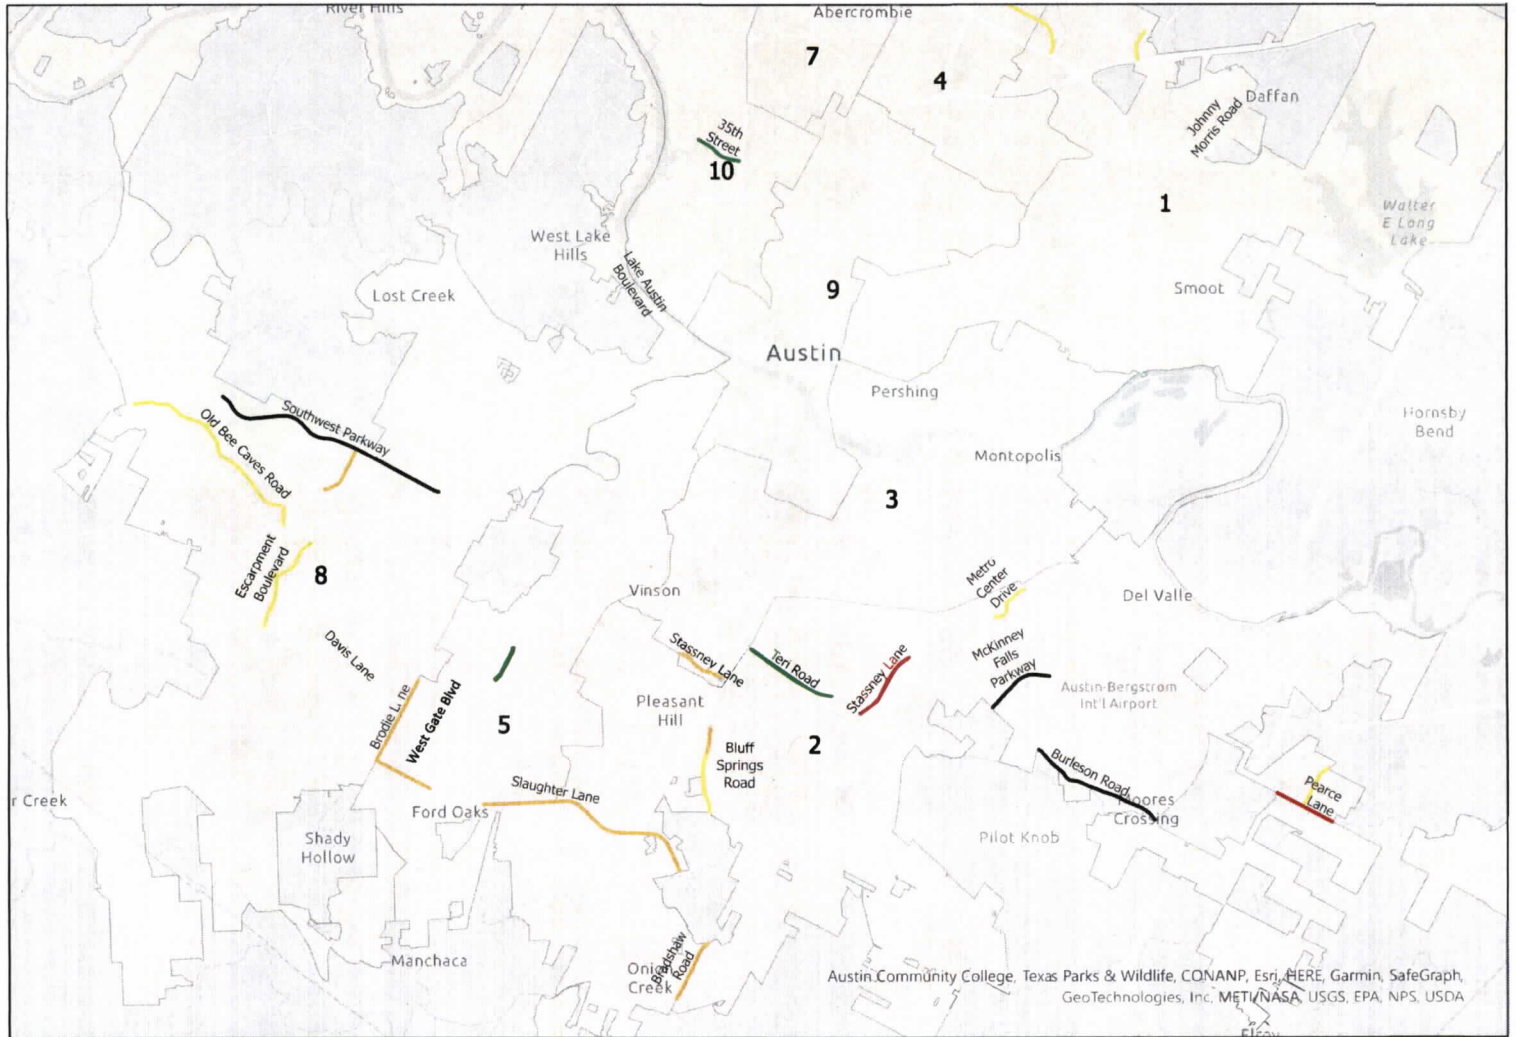 River Hills
Abercrombie
7
4
Daffan
Johnny
Morris Road
35th
Street
10
1
Walter
E Long
Lake
West Lake
Hills
Lake Austin
Boulevard
Lost Creek
9
Smoot
Austin
Pershing
Hornsby
Bend
Southwest Parkway
Old Bee Caves Road
Montopolis
3
Escarpment
Boulevard
8
Vinson
Metro
Center
Drive
Del Valle
Davis Lane
Stassney Lane
Teri Road
Stassney Lane
McKinney
Falls
Parkway
Austin-Bergstrom
Int'l Airport
Brodie Lane
West Gate Blvd
5
Pleasant
Hill
2
Bluff
Springs
Road
Burleson Road
Moores
Crossing
Pearce
Lane
r Creek
Slaughter Lane
Ford Oaks
Shady
Hollow
Pilot Knob
Manchaca
Onion
Creek
Bradshaw
Road
Austin Community College, Texas Parks & Wildlife, CONANP, Esri, HERE, Garmin, SafeGraph,
GeoTechnologies, Inc, METI/NASA, USGS, EPA, NPS, USDA
Elroy